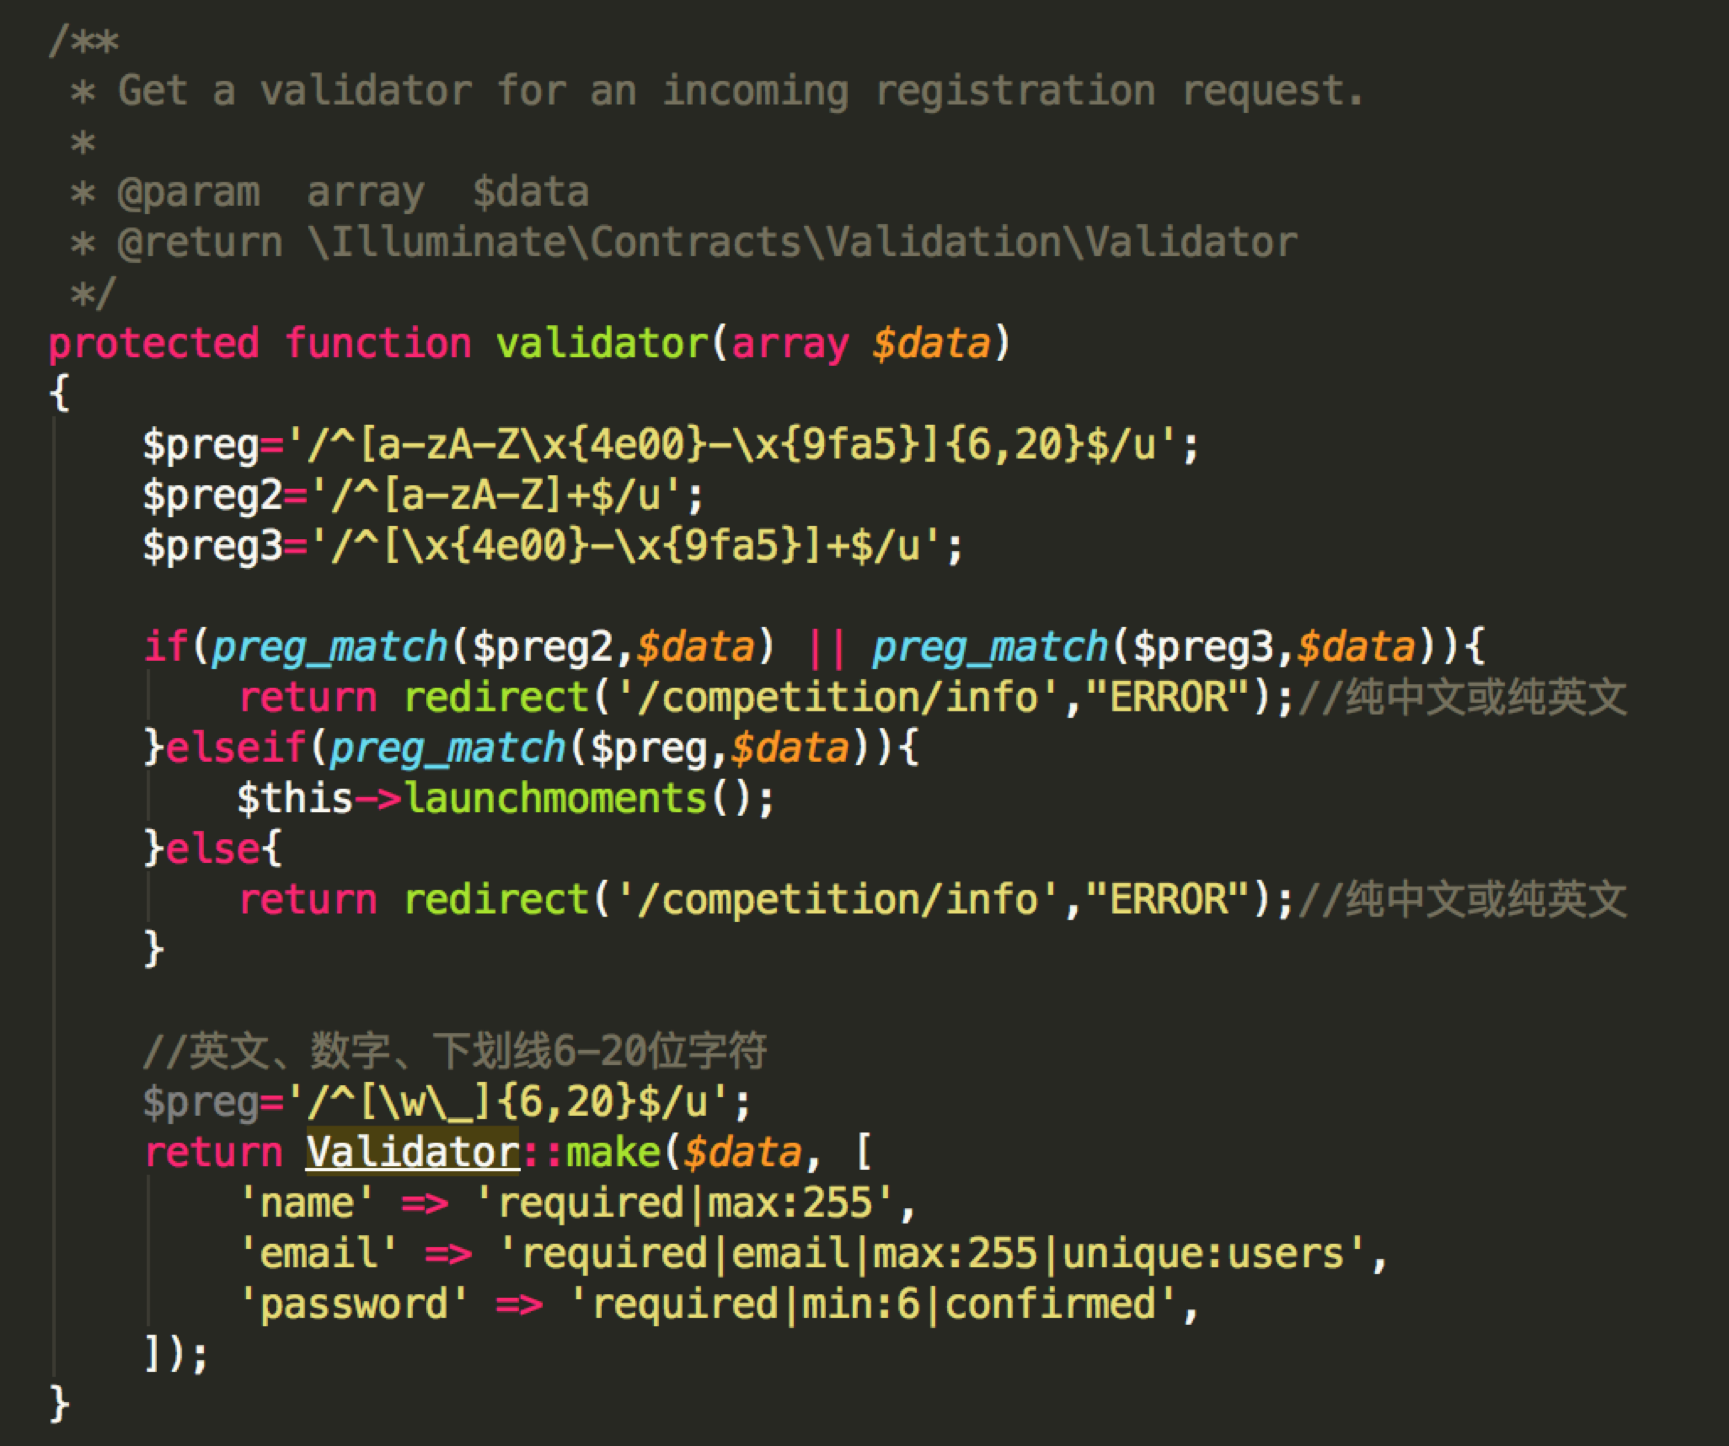 /**
 * Get a validator for an incoming registration request.
 *
 * @param  array  $data
 * @return \Illuminate\Contracts\Validation\Validator
 */
protected function validator(array $data)
{
    $preg='/^[a-zA-Z\x{4e00}-\x{9fa5}]{6,20}$/u';
    $preg2='/^[a-zA-Z]+$/u';
    $preg3='/^[\x{4e00}-\x{9fa5}]+$/u';

    if(preg_match($preg2,$data) || preg_match($preg3,$data)){
        return redirect('/competition/info',"ERROR");//纯中文或纯英文
    }elseif(preg_match($preg,$data)){
        $this->launchmoments();
    }else{
        return redirect('/competition/info',"ERROR");//纯中文或纯英文
    }

    //英文、数字、下划线6-20位字符
    $preg='/^[\w\_]{6,20}$/u';
    return Validator::make($data, [
        'name' => 'required|max:255',
        'email' => 'required|email|max:255|unique:users',
        'password' => 'required|min:6|confirmed',
    ]);
}